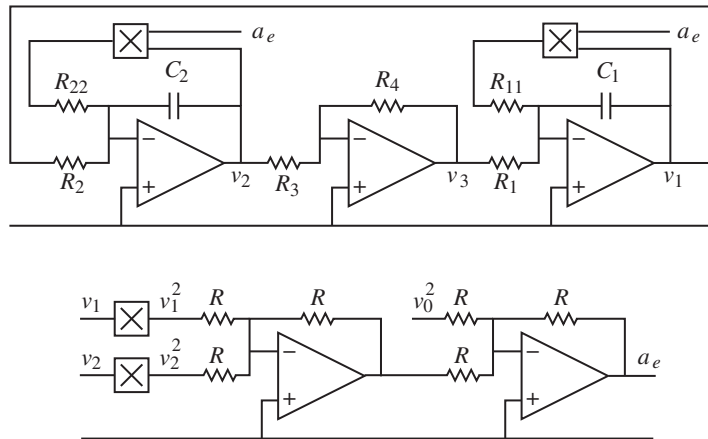 × a_e × a_e
R_22 C_2 R_4 R_11 C_1
− − −
R_2 v_2 R_3 v_3 R_1 v_1
+ + +
v_1 × v_1^2 R R v_0^2 R R
v_2 × v_2^2 R − R − a_e
+ +